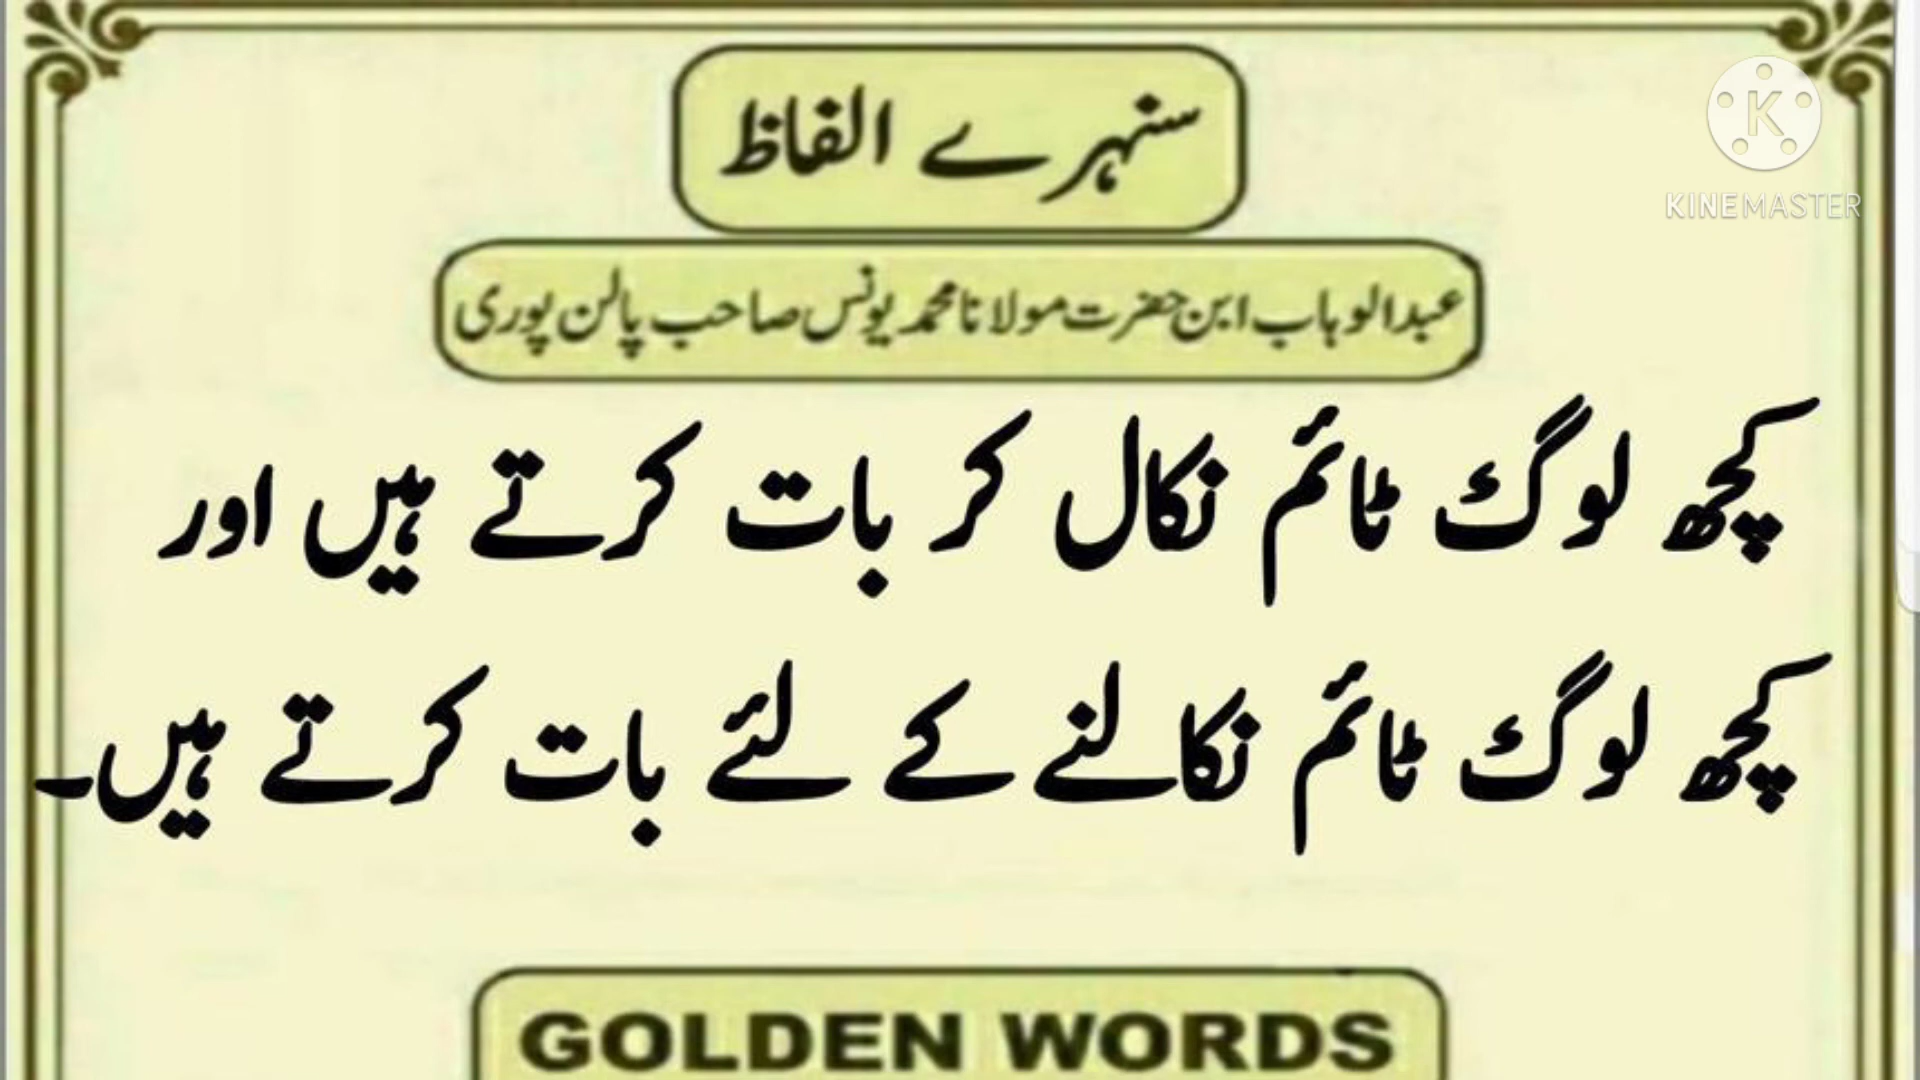 سنہرے الفاظ
KINEMASTER
عبدالوہاب ابن حضرت مولانا محمد یونس صاحب پالن پوری
کچھ لوگ ٹائم نکال کر بات کرتے ہیں اور
کچھ لوگ ٹائم نکالنے کے لئے بات کرتے ہیں۔
GOLDEN WORDS